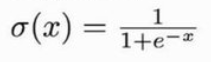 σ(x) = 1/(1+e^{-x})